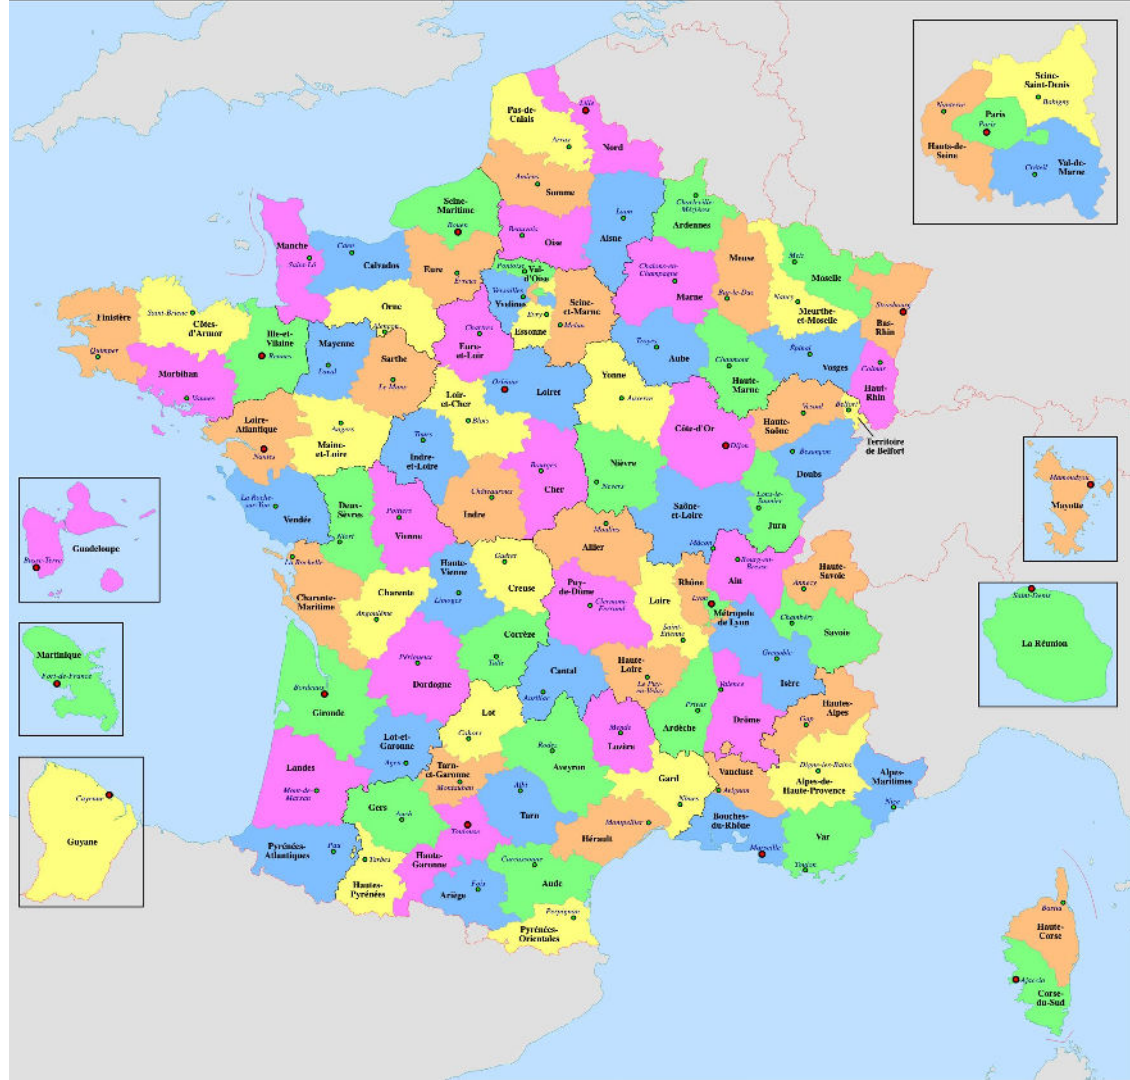 Pas-de-
Calais
Arras
Lille
Nord
Amiens
Somme
Seine-
Maritime
Rouen
Beauvais
Oise
Laon
Aisne
Charleville-
Mézières
Ardennes
Manche
Saint-Lô
Caen
Calvados
Eure
Evreux
Pontoise
Val-
d'Oise
Versailles
Yvelines
Evry
Essonne
Seine-
et-Marne
Melun
Chalons-en-
Champagne
Marne
Meuse
Bar-le-Duc
Metz
Moselle
Nancy
Meurthe-
et-Moselle
Strasbourg
Bas-
Rhin
Finistère
Quimper
Saint-Brieuc
Côtes-
d'Armor
Ille-et-
Vilaine
Rennes
Morbihan
Vannes
Orne
Alençon
Mayenne
Laval
Sarthe
Le Mans
Chartres
Eure-
et-Loir
Loir-
et-Cher
Blois
Orléans
Loiret
Yonne
Auxerre
Troyes
Aube
Chaumont
Haute-
Marne
Épinal
Vosges
Colmar
Haut-
Rhin
Loire-
Atlantique
Nantes
Angers
Maine-
et-Loire
Tours
Indre-
et-Loire
Bourges
Cher
Nièvre
Nevers
Côte-d'Or
Dijon
Haute-
Saône
Vesoul
Belfort
Territoire
de Belfort
Besançon
Doubs
La Roche-
sur-Yon
Vendée
Deux-
Sèvres
Niort
Poitiers
Vienne
Châteauroux
Indre
Moulins
Allier
Saône-
et-Loire
Mâcon
Lons-le-
Saunier
Jura
La Rochelle
Charente-
Maritime
Charente
Angoulême
Haute-
Vienne
Limoges
Guéret
Creuse
Puy-
de-Dôme
Clermont-
Ferrand
Loire
Saint-
Etienne
Rhône
Lyon
Métropole
de Lyon
Bourg-en-
Bresse
Ain
Haute-
Savoie
Annecy
Chambéry
Savoie
Bordeaux
Gironde
Périgueux
Dordogne
Corrèze
Tulle
Cantal
Aurillac
Haute-
Loire
Le Puy-
en-Velay
Grenoble
Isère
Privas
Ardèche
Valence
Drôme
Hautes-
Alpes
Gap
Landes
Mont-de-
Marsan
Lot-et-
Garonne
Agen
Lot
Cahors
Tarn-
et-Garonne
Montauban
Rodez
Aveyron
Mende
Lozère
Gard
Nîmes
Vaucluse
Avignon
Digne-les-Bains
Alpes-de-
Haute-Provence
Alpes-
Maritimes
Nice
Pyrénées-
Atlantiques
Pau
Gers
Auch
Tarbes
Hautes-
Pyrénées
Toulouse
Haute-
Garonne
Albi
Tarn
Montpellier
Hérault
Bouches-
du-Rhône
Marseille
Var
Toulon
Foix
Ariège
Carcassonne
Aude
Perpignan
Pyrénées-
Orientales
Bastia
Haute-
Corse
Ajaccio
Corse-
du-Sud
Seine-
Saint-Denis
Bobigny
Nanterre
Paris
Paris
Hauts-de-
Seine
Créteil
Val-de-
Marne
Basse-Terre
Guadeloupe
Martinique
Fort-de-France
Cayenne
Guyane
Mamoudzou
Mayotte
Saint-Denis
La Réunion